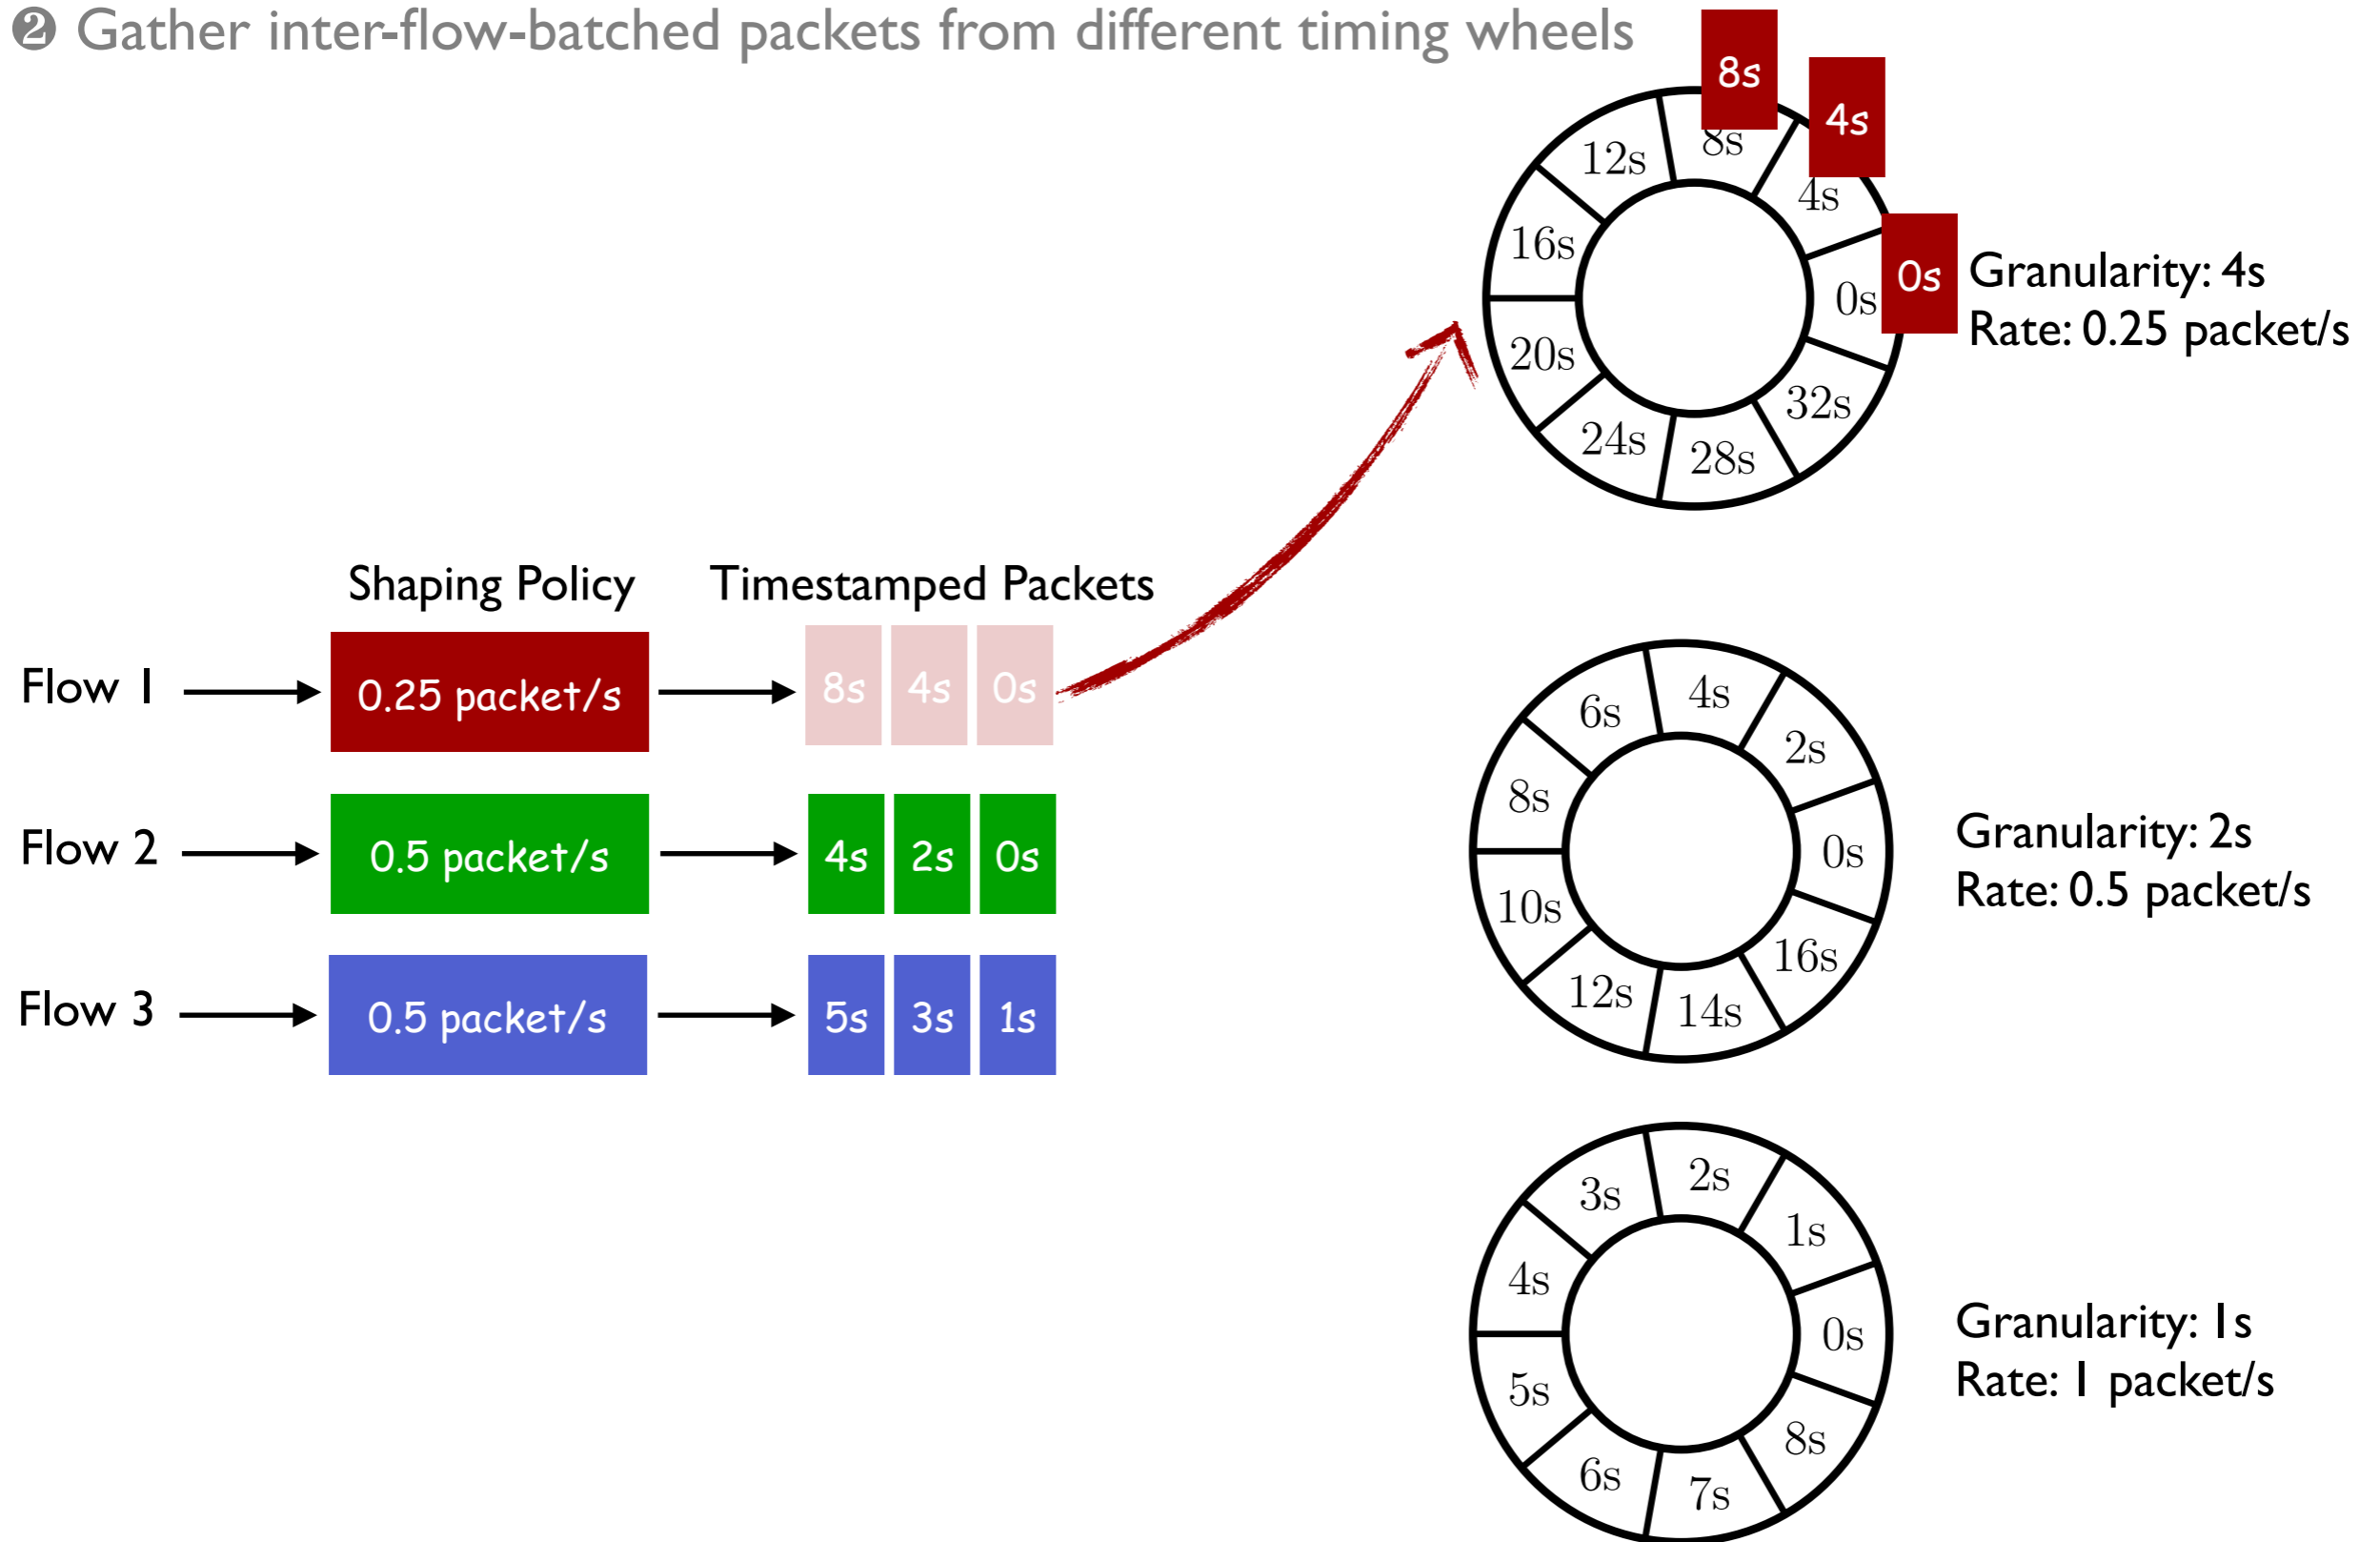 ❷ Gather inter-flow-batched packets from different timing wheels
8s
4s
0s
12s
8s
4s
16s
0s
20s
32s
24s
28s
Granularity: 4s
Rate: 0.25 packet/s
Shaping Policy
Timestamped Packets
Flow 1
0.25 packet/s
8s 4s 0s
Flow 2
0.5 packet/s
4s 2s 0s
Flow 3
0.5 packet/s
5s 3s 1s
6s
4s
2s
8s
0s
10s
16s
12s
14s
Granularity: 2s
Rate: 0.5 packet/s
3s
2s
1s
4s
0s
5s
8s
6s
7s
Granularity: 1s
Rate: 1 packet/s